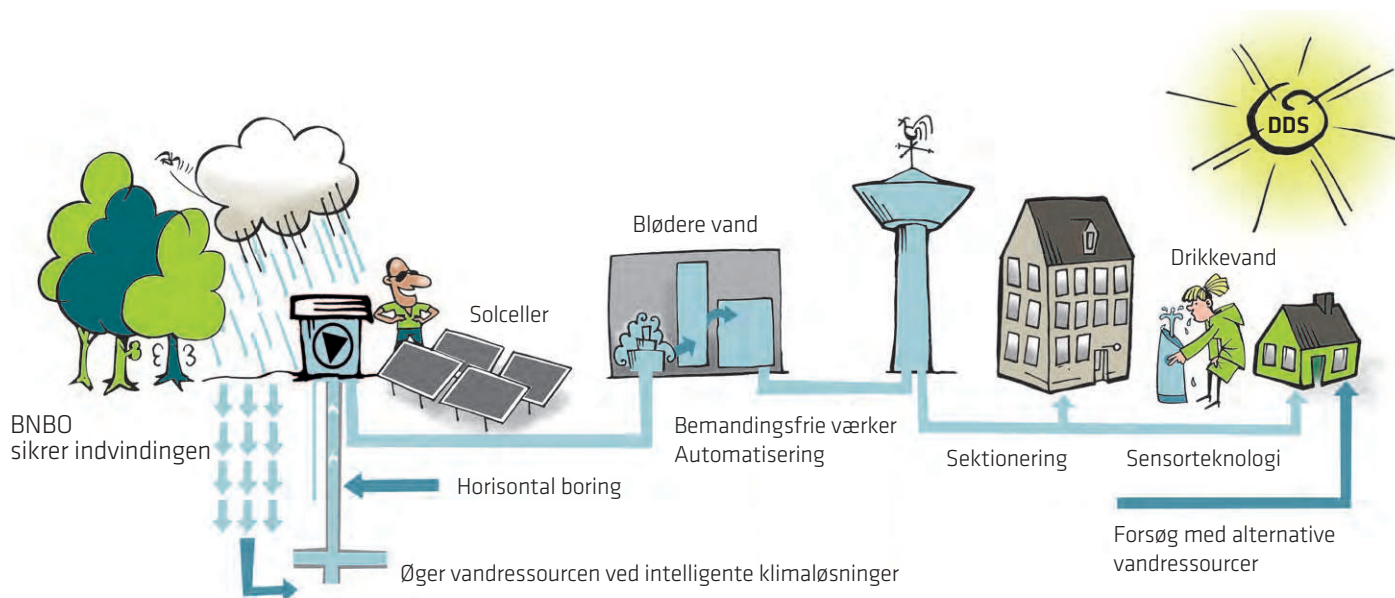 DDS
Blødere vand
Drikkevand
Solceller
BNBO
sikrer indvindingen
Bemandingsfrie værker
Automatisering
Sektionering
Sensorteknologi
Horisontal boring
Forsøg med alternative
vandressourcer
Øger vandressourcen ved intelligente klimaløsninger